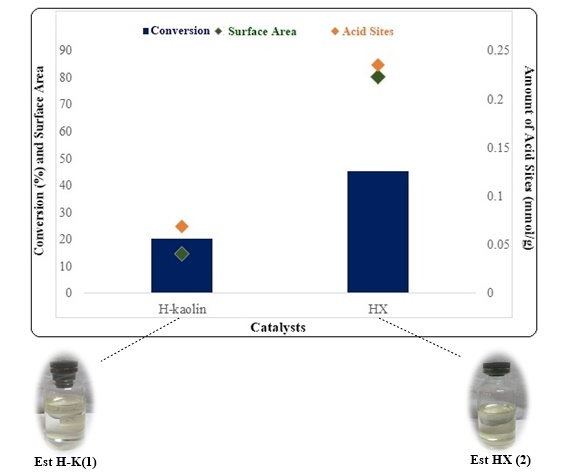 Conversion Surface Area Acid Sites
Conversion (%) and Surface Area
90
80
70
60
50
40
30
20
10
0
0.25
0.2
0.15
0.1
0.05
0
Amount of Acid Sites (mmol/g)
H-kaolin HX
Catalysts
Est H-K(1)
Est HX (2)